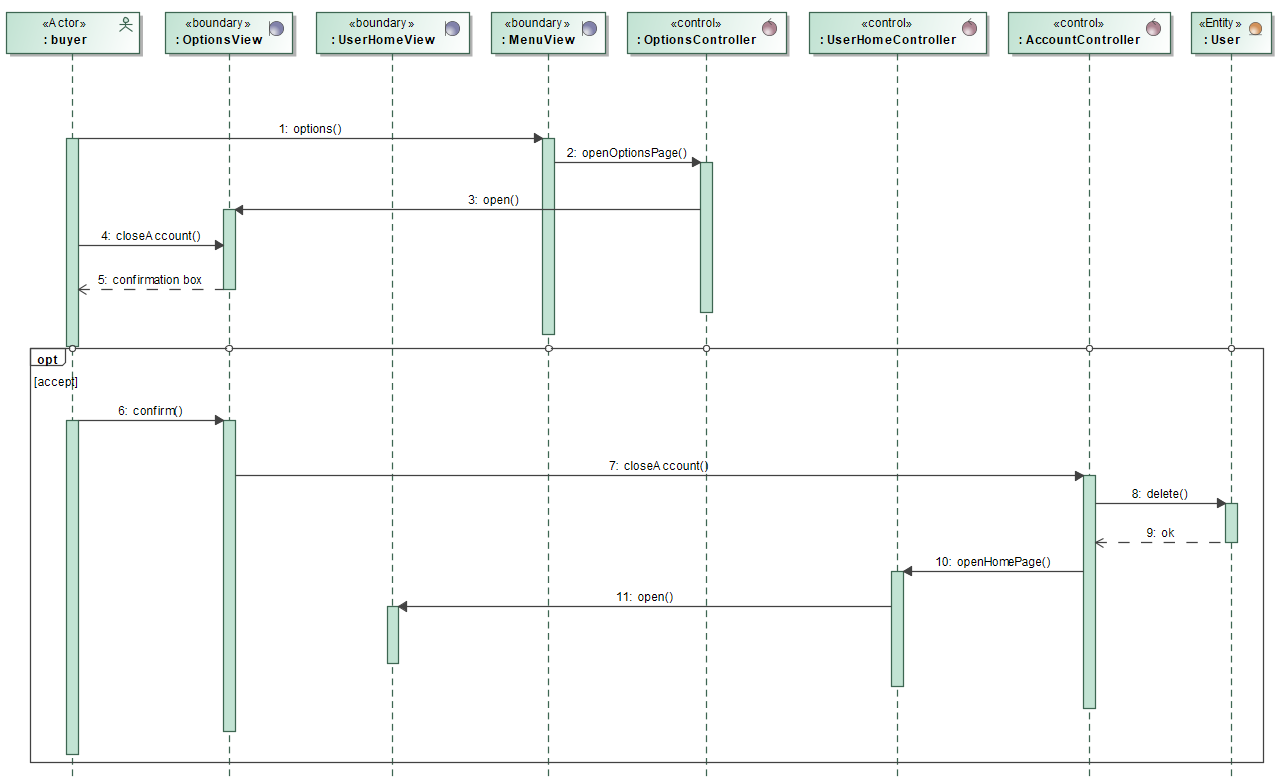 «Actor»
: buyer
«boundary»
: OptionsView
«boundary»
: UserHomeView
«boundary»
: MenuView
«control»
: OptionsController
«control»
: UserHomeController
«control»
: AccountController
«Entity»
: User
1: options()
2: openOptionsPage()
3: open()
4: closeAccount()
5: confirmation box
opt
[accept]
6: confirm()
7: closeAccount()
8: delete()
9: ok
10: openHomePage()
11: open()